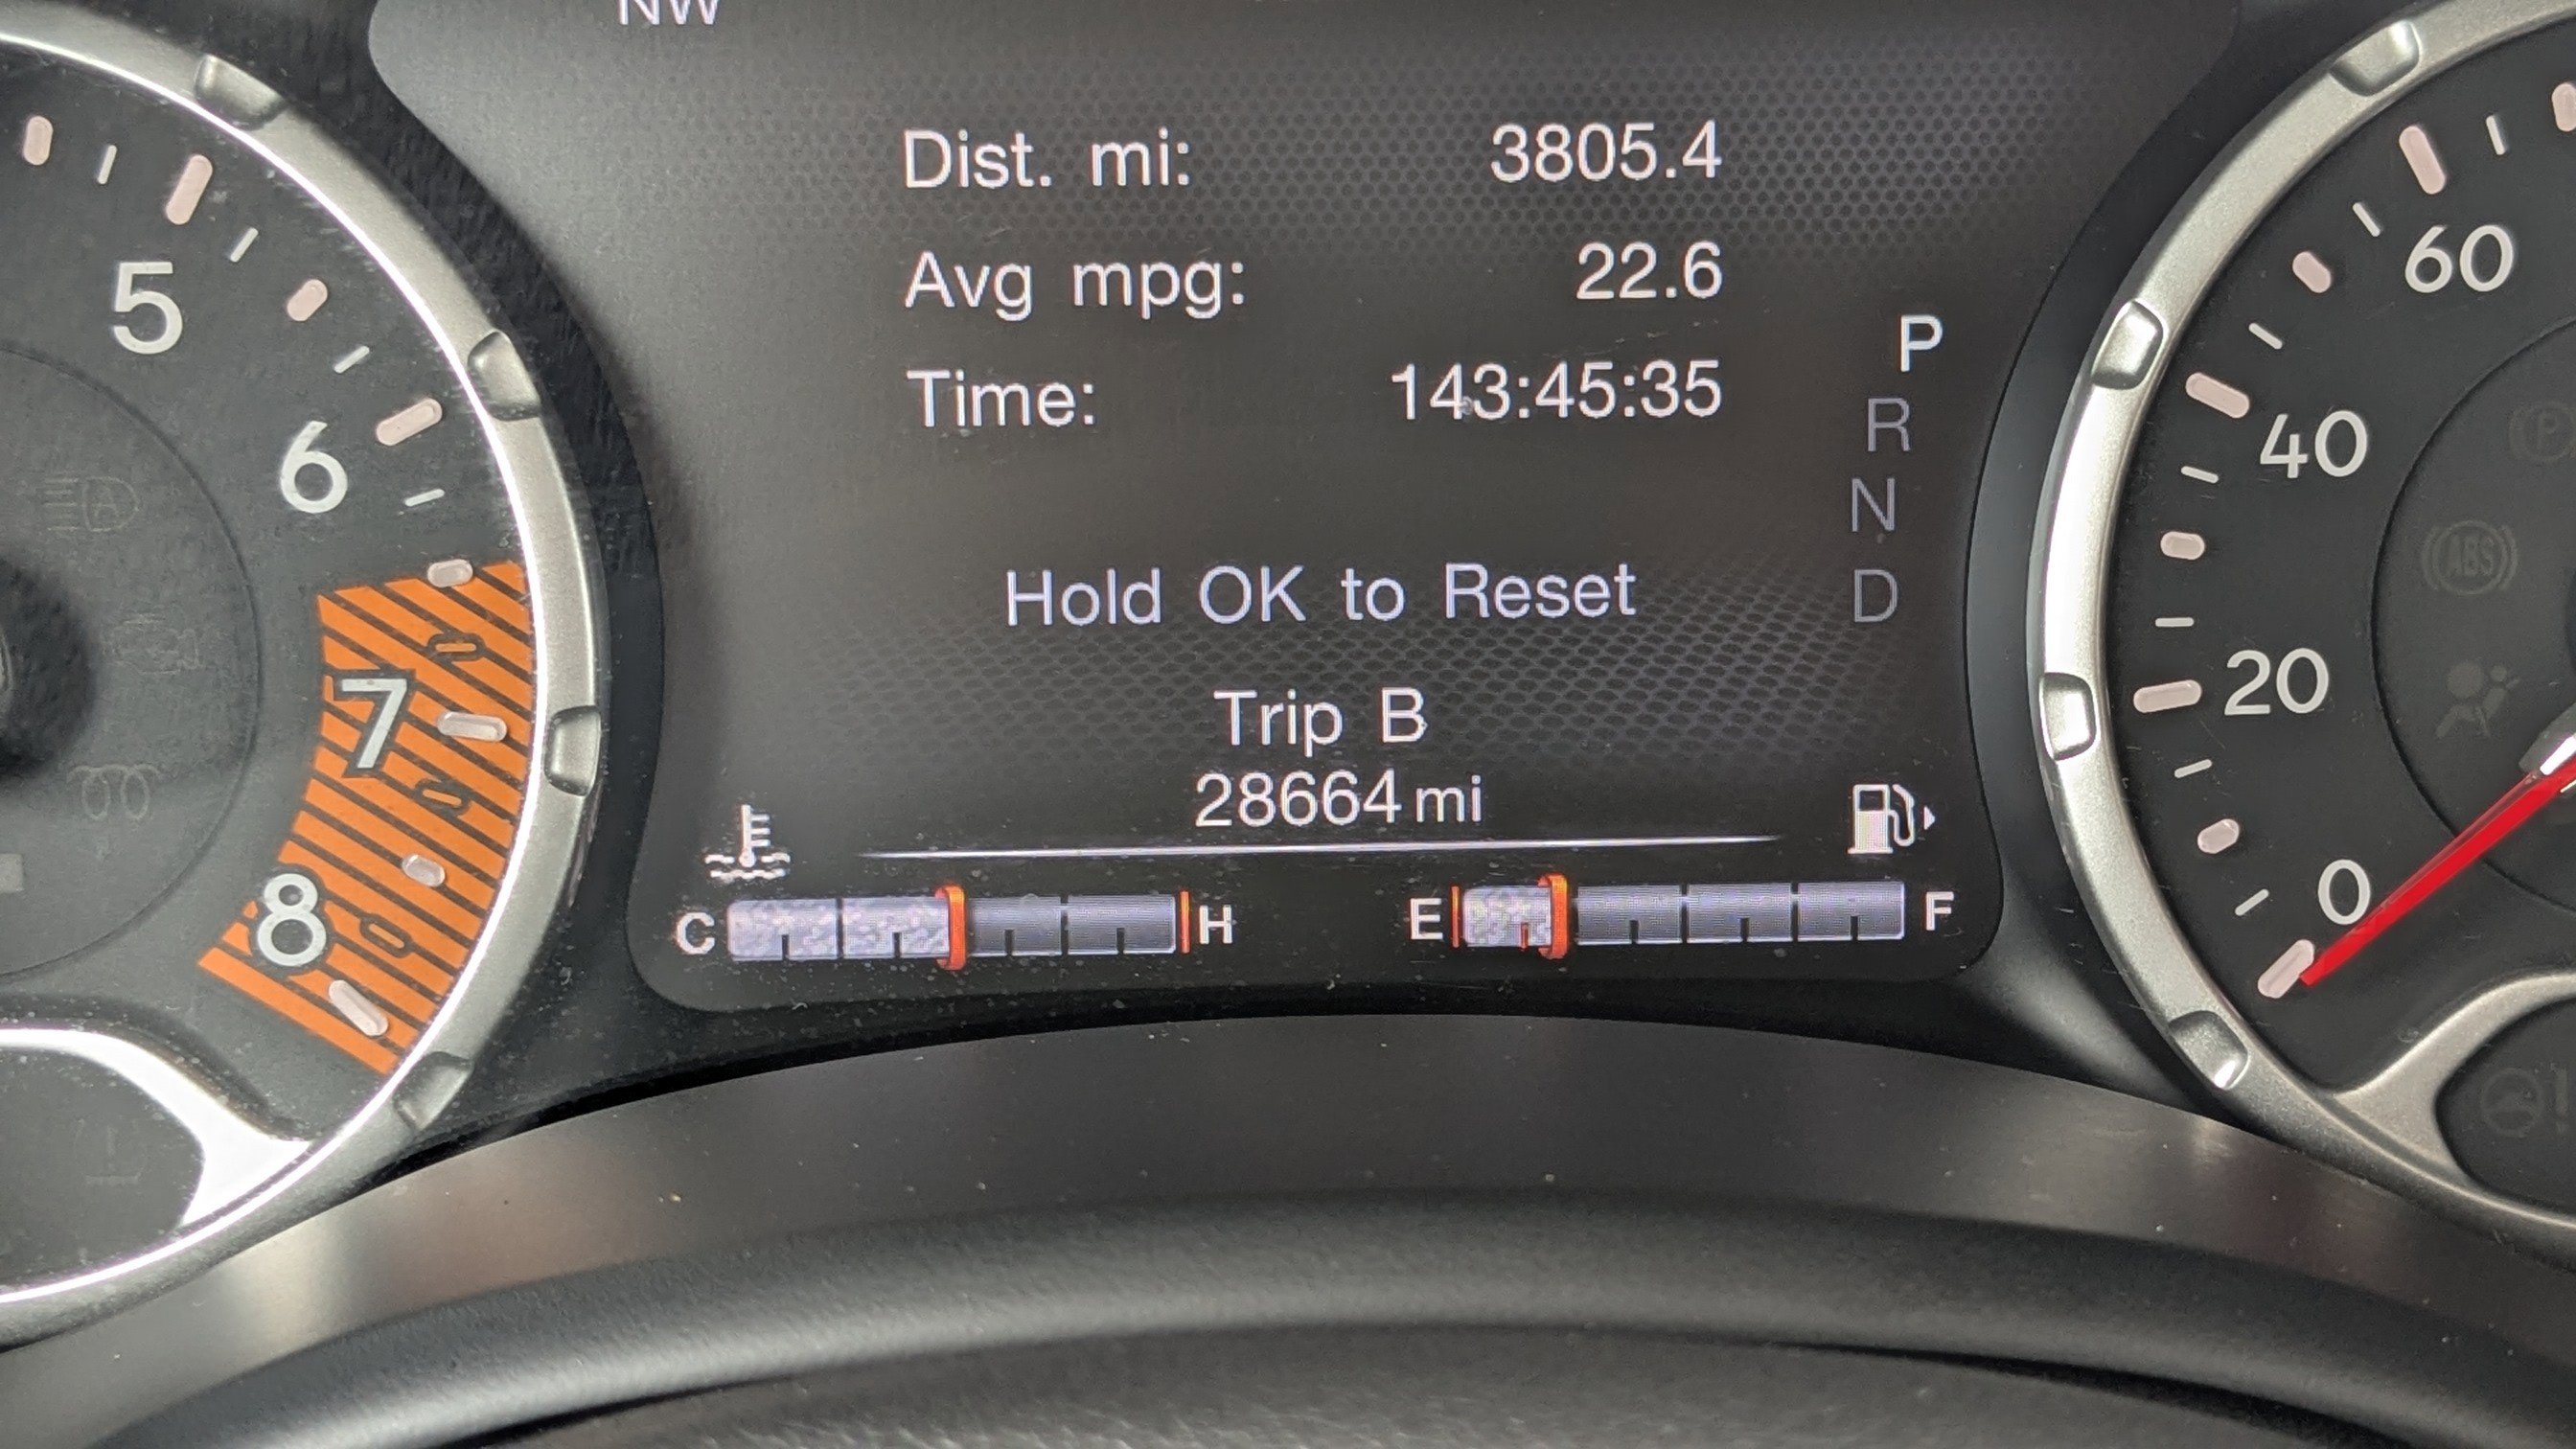 NW
Dist. mi: 3805.4
Avg mpg: 22.6
Time: 143:45:35
Hold OK to Reset
Trip B
28664 mi
C H
E F
P
R
N
D
5
6
7
8
60
40
20
0
ABS
P
A